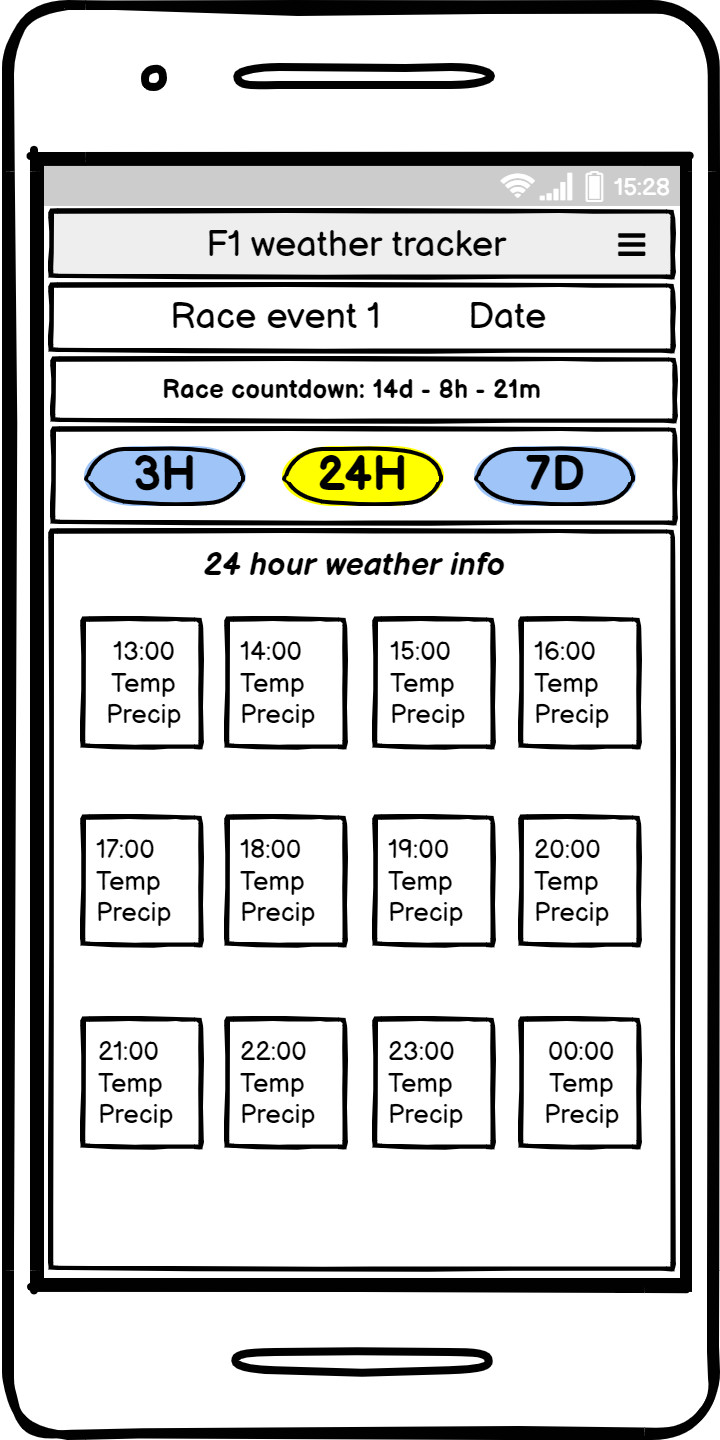 15:28
F1 weather tracker
Race event 1 Date
Race countdown: 14d - 8h - 21m
3H 24H 7D
24 hour weather info
13:00 14:00 15:00 16:00
Temp Temp Temp Temp
Precip Precip Precip Precip
17:00 18:00 19:00 20:00
Temp Temp Temp Temp
Precip Precip Precip Precip
21:00 22:00 23:00 00:00
Temp Temp Temp Temp
Precip Precip Precip Precip